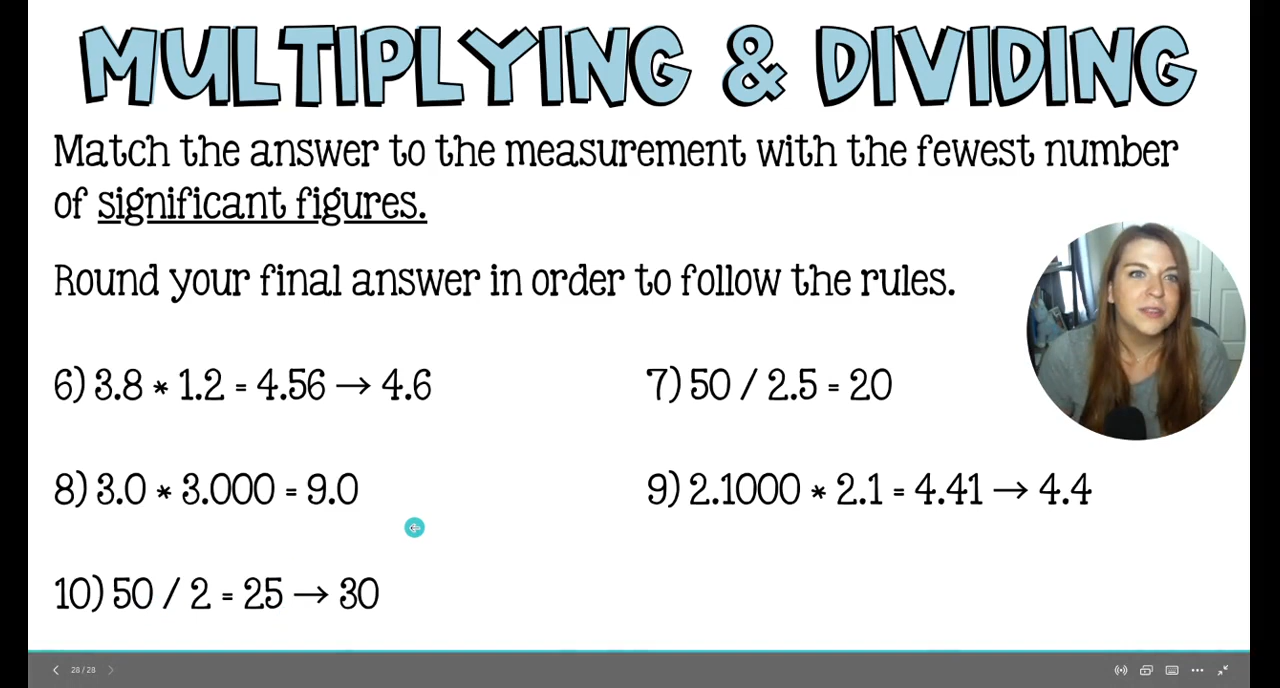 MULTIPLYING & DIVIDING
Match the answer to the measurement with the fewest number
of significant figures.
Round your final answer in order to follow the rules.
6) 3.8 * 1.2 = 4.56 → 4.6
7) 50 / 2.5 = 20
8) 3.0 * 3.000 = 9.0
9) 2.1000 * 2.1 = 4.41 → 4.4
10) 50 / 2 = 25 → 30
28 / 28